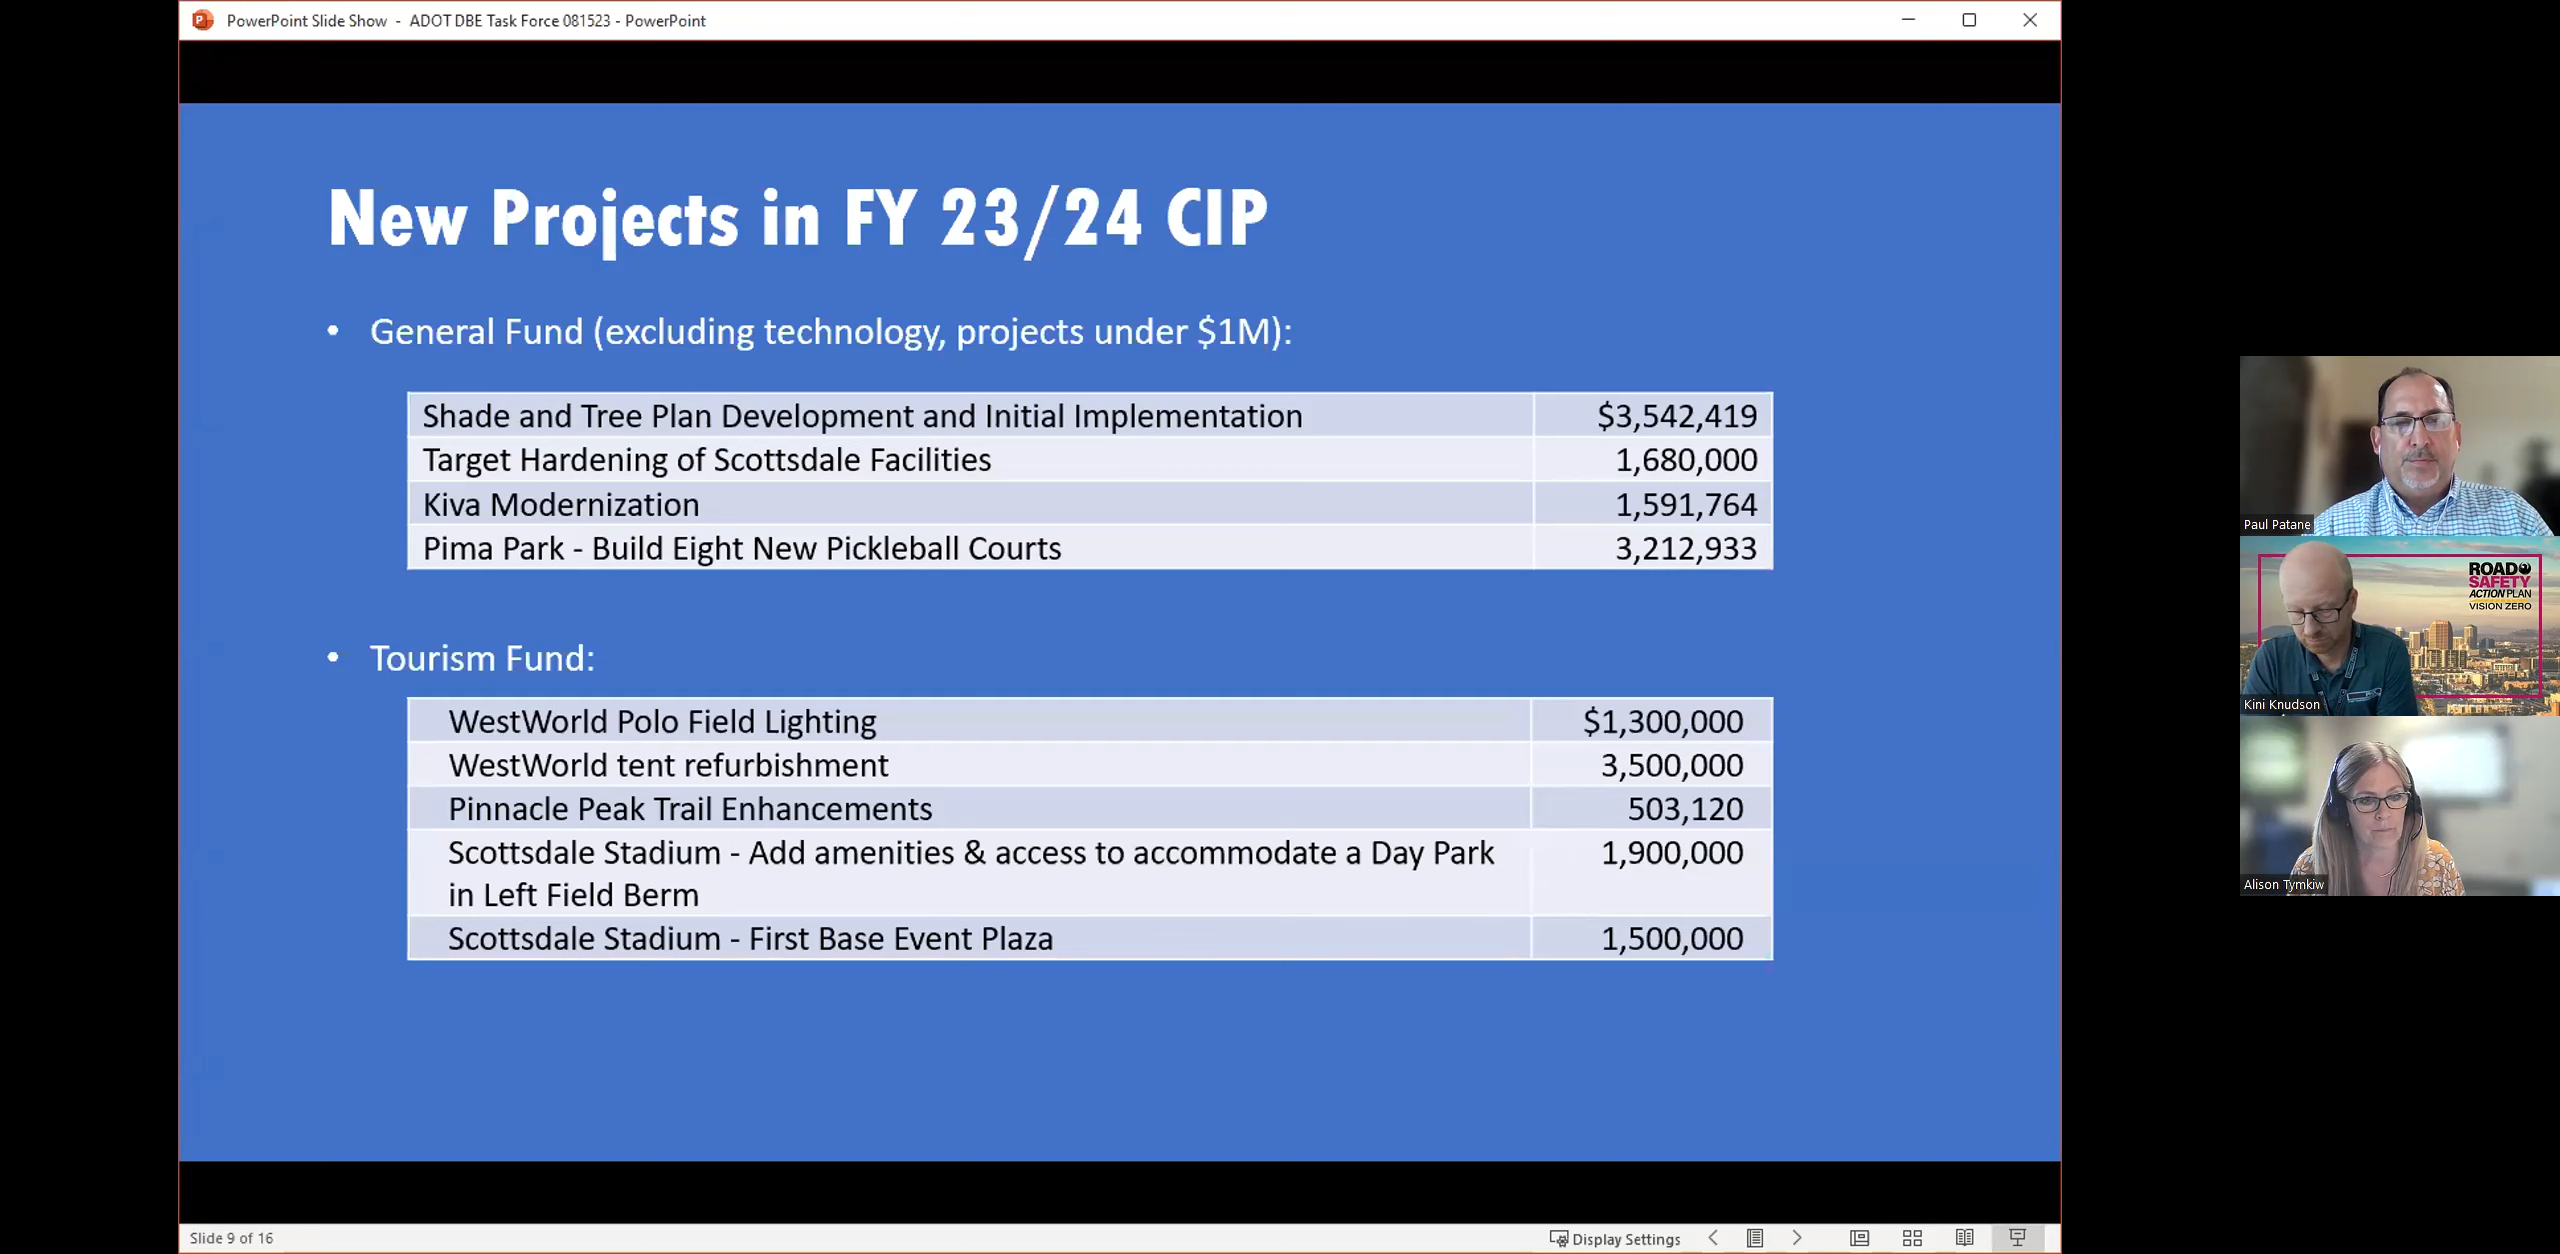 PowerPoint Slide Show - ADOT DBE Task Force 081523 - PowerPoint
New Projects in FY 23/24 CIP
• General Fund (excluding technology, projects under $1M):
Shade and Tree Plan Development and Initial Implementation $3,542,419
Target Hardening of Scottsdale Facilities 1,680,000
Kiva Modernization 1,591,764
Pima Park - Build Eight New Pickleball Courts 3,212,933
• Tourism Fund:
WestWorld Polo Field Lighting $1,300,000
WestWorld tent refurbishment 3,500,000
Pinnacle Peak Trail Enhancements 503,120
Scottsdale Stadium - Add amenities & access to accommodate a Day Park 1,900,000
in Left Field Berm
Scottsdale Stadium - First Base Event Plaza 1,500,000
Slide 9 of 16
Display Settings
Paul Patane
ROAD
SAFETY
ACTION PLAN
VISION ZERO
Kini Knudson
Alison Tymkiw